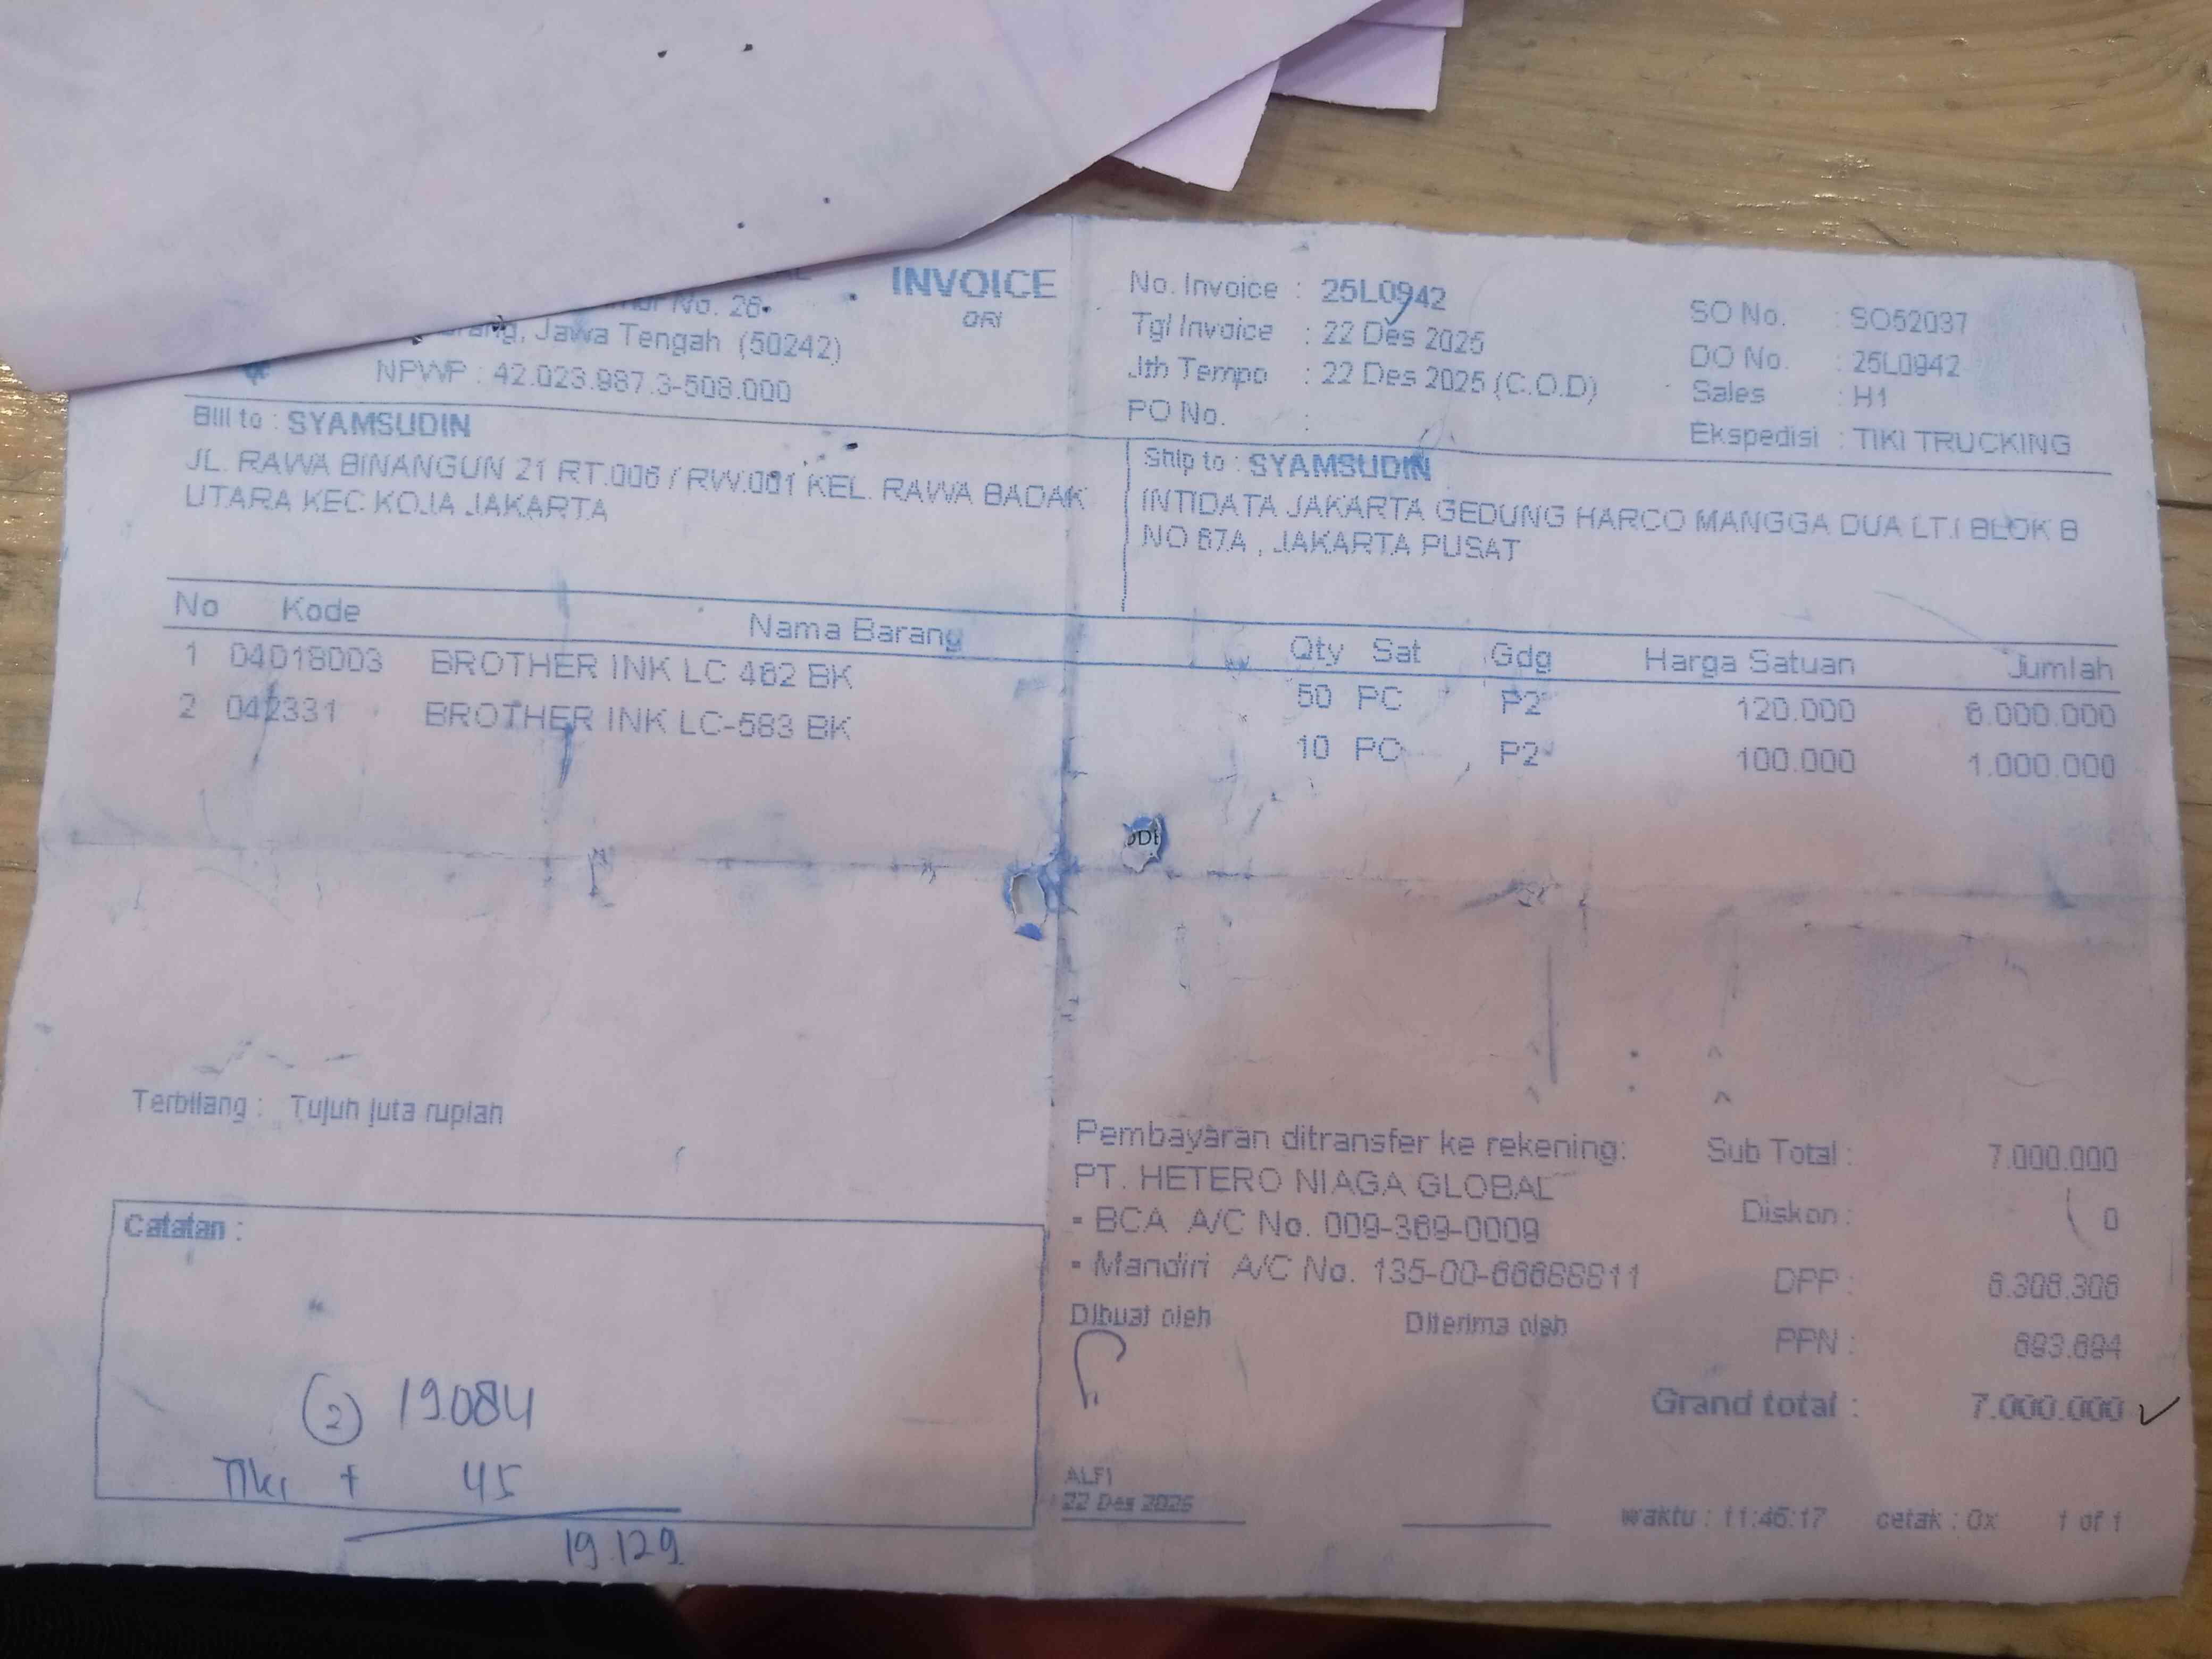 INVOICE
ORI
No. 26
Jawa Tengah (50242)
NPWP : 42.023.987.3-508.000
No. Invoice : 25L0942
Tgl Invoice : 22 Des 2025
Jth Tempo : 22 Des 2025 (C.O.D)
PO No. :
SO No. : SO52037
DO No. : 25L0942
Sales : H1
Ekspedisi : TIKI TRUCKING
Bill to : SYAMSUDIN
JL. RAWA BINANGUN 21 RT.006 / RW.001 KEL. RAWA BADAK
UTARA KEC KOJA JAKARTA
Ship to : SYAMSUDIN
INTIDATA JAKARTA GEDUNG HARCO MANGGA DUA LT.I BLOK B
NO 67A , JAKARTA PUSAT
No Kode Nama Barang Qty Sat Gdg Harga Satuan Jumlah
1 04018003 BROTHER INK LC 462 BK 50 PC P2 120.000 6.000.000
2 042331 BROTHER INK LC-583 BK 10 PC P2 100.000 1.000.000
Terbilang : Tujuh juta rupiah
Pembayaran ditransfer ke rekening:
PT. HETERO NIAGA GLOBAL
- BCA A/C No. 009-369-0009
- Mandiri A/C No.
Sub Total : 7.000.000
Diskon : 0
DPP : 6.306.306
PPN : 693.694
Grand total : 7.000.000
Catatan :
(2) 19.084
Tiki + 45
19.129
Dibuat oleh
Diterima oleh
ALFI
22 Des 2025
waktu : 11:45:17 cetak : 0x 1 of 1